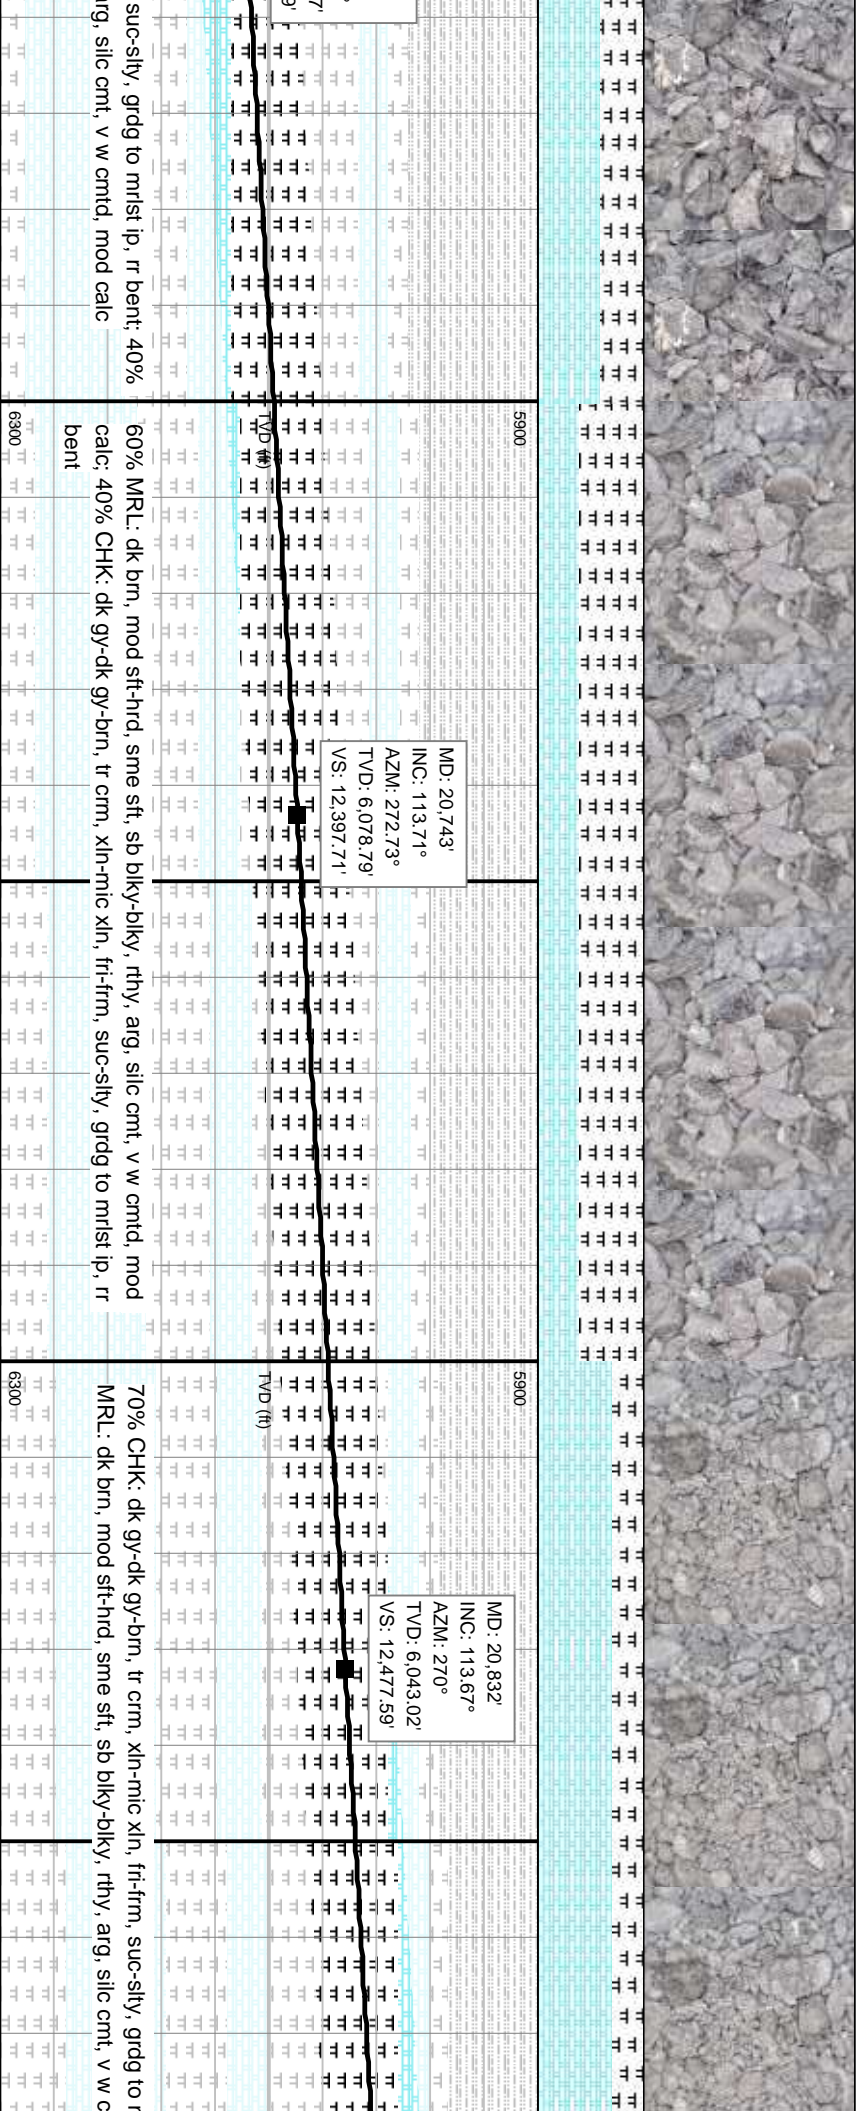 7'
9'
suc-slty, grdg to mrlst ip, rr bent; 40%
arg, silc cmt, v w cmtd, mod calc
5900
TVD (ft)
6300
60% MRL: dk brn, mod sft-hrd, sme sft, sb blky-blky, rthy, arg, silc cmt, v w cmtd, mod
calc; 40% CHK: dk gy-dk gy-brn, tr crm, xln-mic xln, fri-frm, suc-slty, grdg to mrlst ip, rr
bent
MD: 20,743'
INC: 113.71°
AZM: 272.73°
TVD: 6,078.79'
VS: 12,397.71'
5900
TVD (ft)
6300
70% CHK: dk gy-dk gy-brn, tr crm, xln-mic xln, fri-frm, suc-slty, grdg to
MRL: dk brn, mod sft-hrd, sme sft, sb blky-blky, rthy, arg, silc cmt, v w
MD: 20,832'
INC: 113.67°
AZM: 270°
TVD: 6,043.02'
VS: 12,477.59'